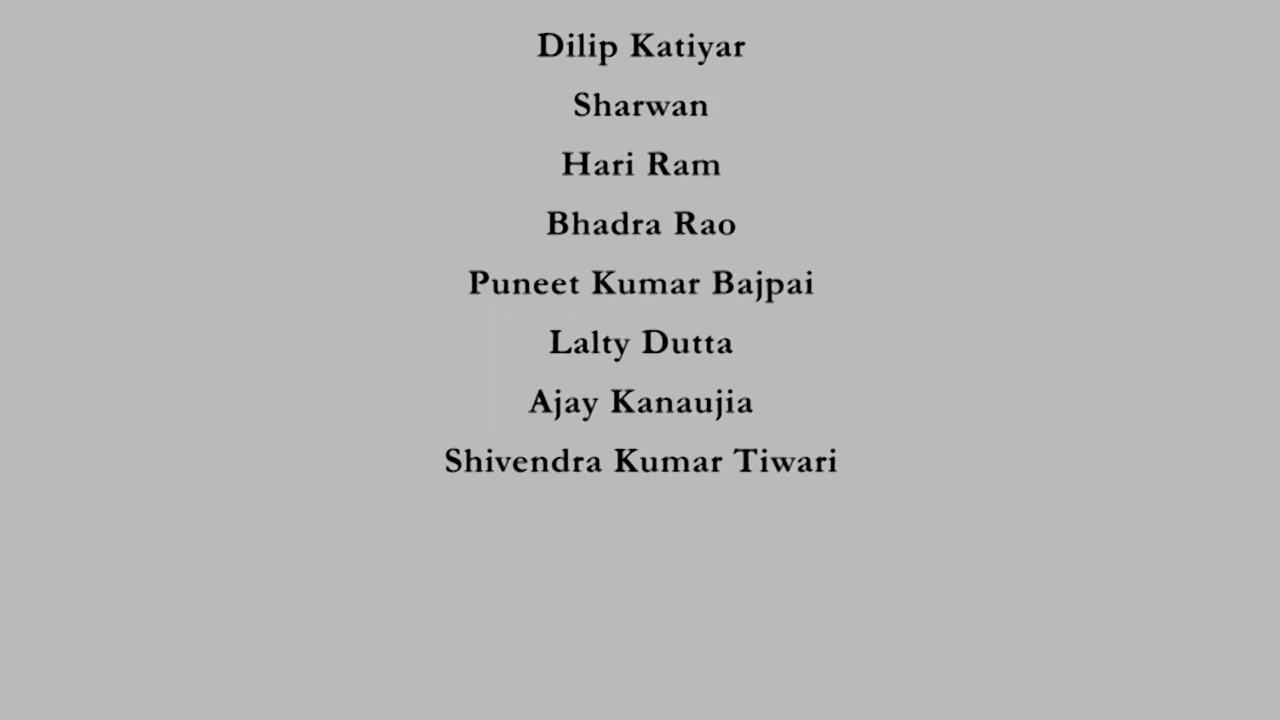 Dilip Katiyar
Sharwan
Hari Ram
Bhadra Rao
Puneet Kumar Bajpai
Lalty Dutta
Ajay Kanaujia
Shivendra Kumar Tiwari